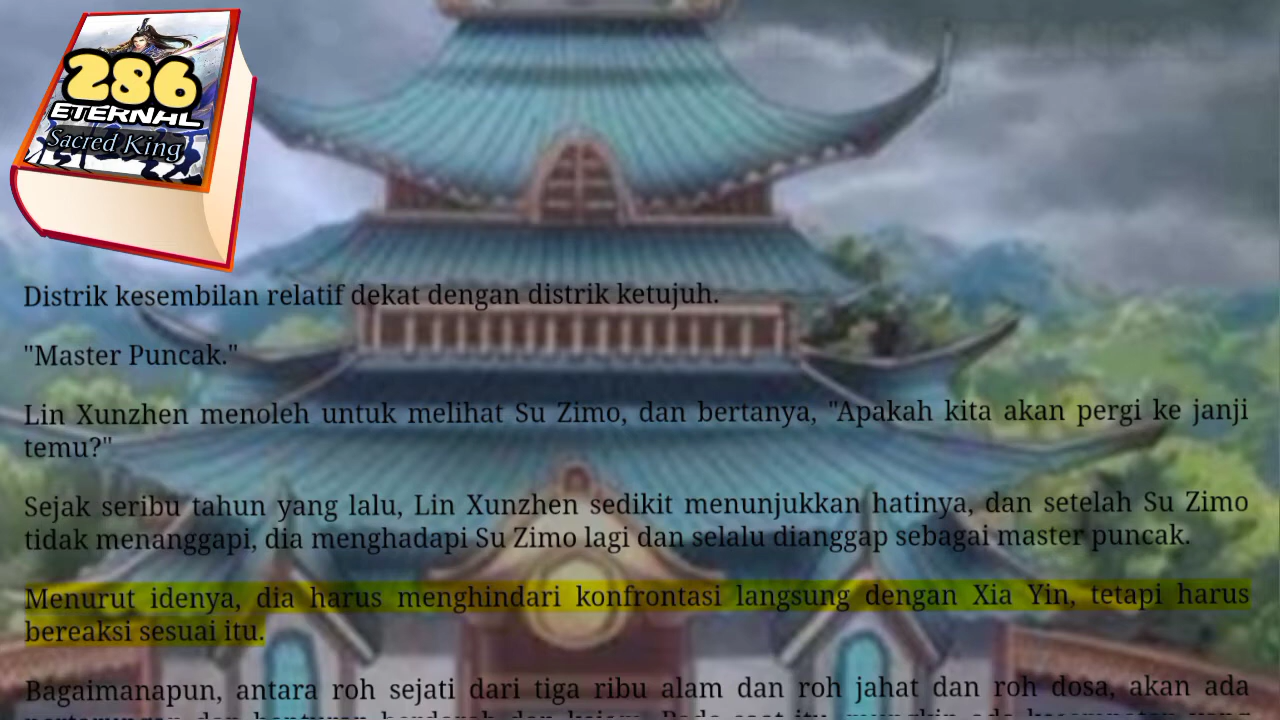 286
ETERNAL
Sacred King
Distrik kesembilan relatif dekat dengan distrik ketujuh.
"Master Puncak."
Lin Xunzhen menoleh untuk melihat Su Zimo, dan bertanya, "Apakah kita akan pergi ke janji
temu?"
Sejak seribu tahun yang lalu, Lin Xunzhen sedikit menunjukkan hatinya, dan setelah Su Zimo
tidak menanggapi, dia menghadapi Su Zimo lagi dan selalu dianggap sebagai master puncak.
Menurut idenya, dia harus menghindari konfrontasi langsung dengan Xia Yin, tetapi harus
bereaksi sesuai itu.
Bagaimanapun, antara roh sejati dari tiga ribu alam dan roh jahat dan roh dosa, akan ada